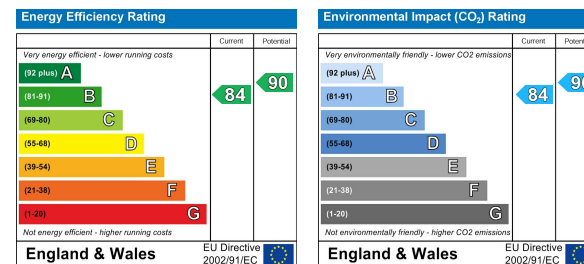 Energy Efficiency Rating
Current Potential
Very energy efficient - lower running costs
(92 plus) A
(81-91) B
(69-80) C
(55-68) D
(39-54) E
(21-38) F
(1-20) G
84
90
Not energy efficient - higher running costs
England & Wales
EU Directive
2002/91/EC
Environmental Impact (CO₂) Rating
Current Potent
Very environmentally friendly - lower CO2 emissions
(92 plus) A
(81-91) B
(69-80) C
(55-68) D
(39-54) E
(21-38) F
(1-20) G
84
90
Not environmentally friendly - higher CO2 emissions
England & Wales
EU Directive
2002/91/EC